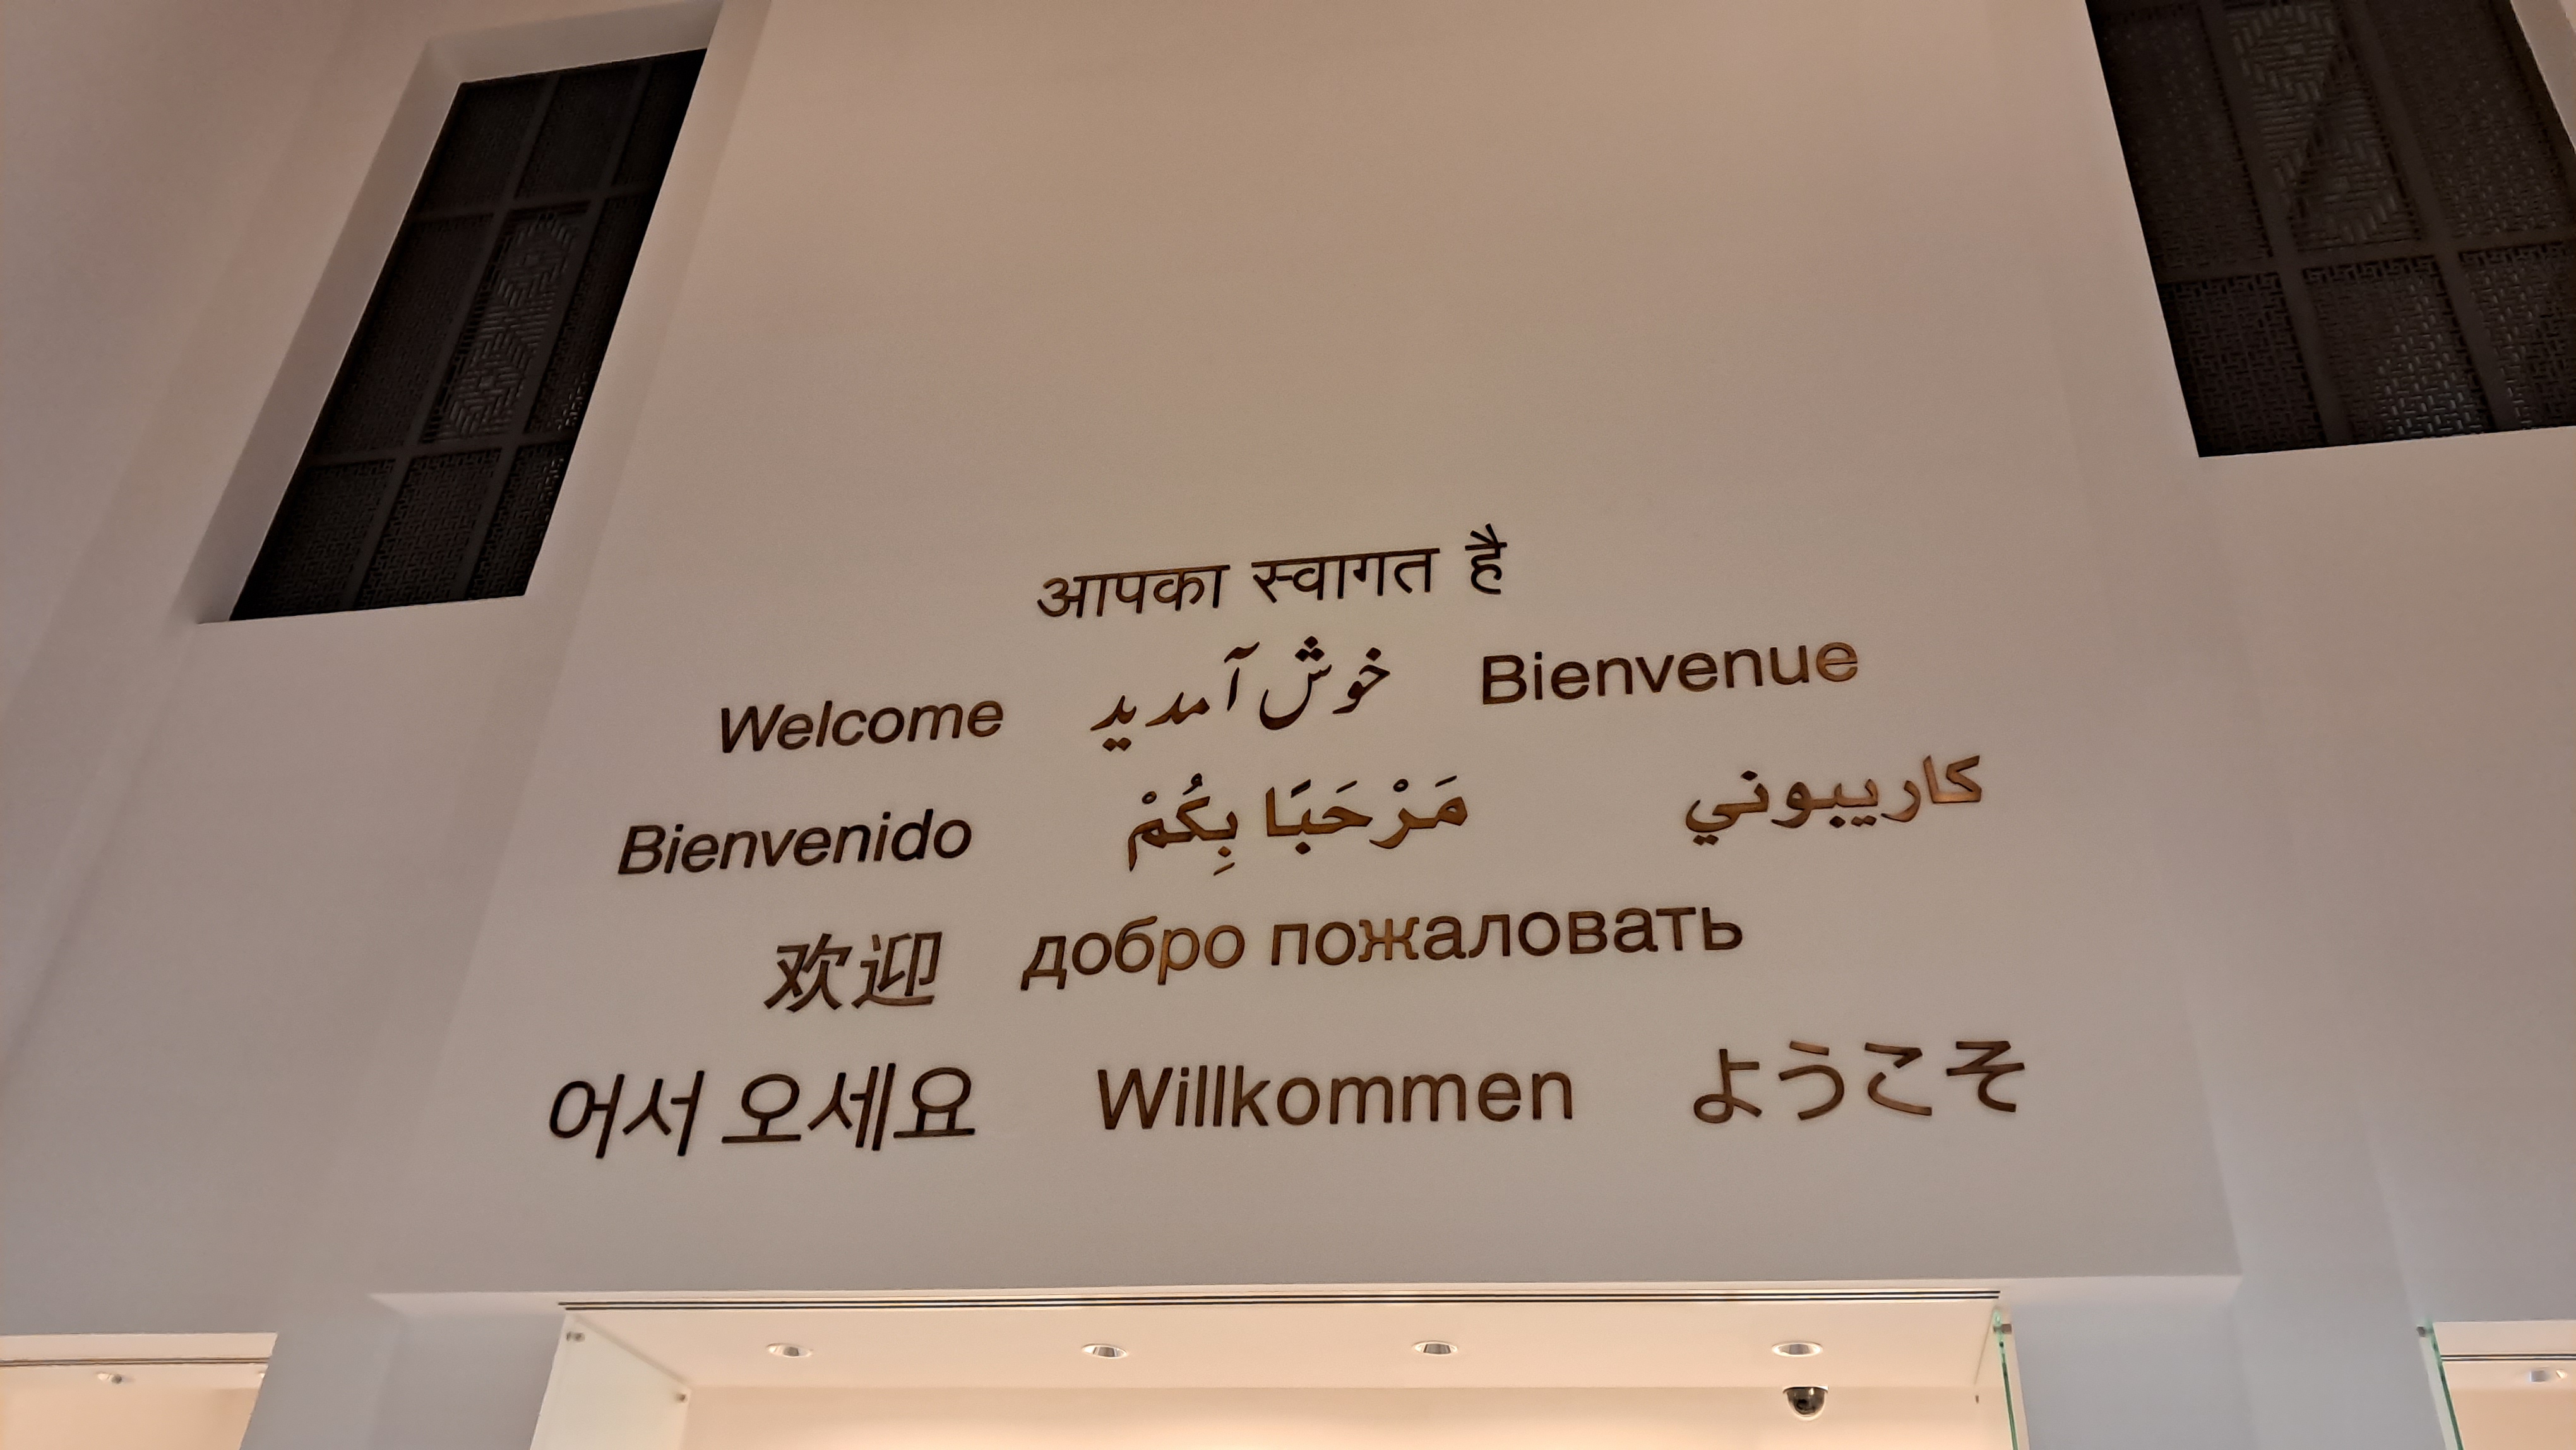 आपका स्वागत है
Welcome خوش آمدید Bienvenue
Bienvenido مَرْحَبًا بِكُمْ كاريبوني
欢迎 добро пожаловать
어서 오세요 Willkommen ようこそ